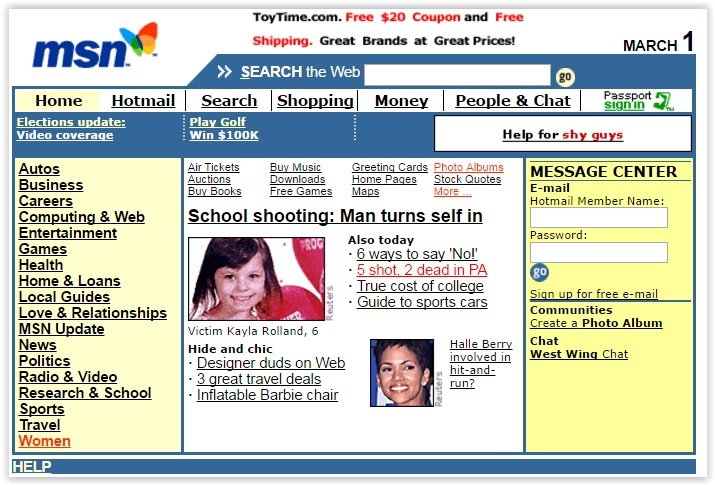 ToyTime.com. Free $20 Coupon and Free
Shipping. Great Brands at Great Prices!
msn
MARCH 1
SEARCH the Web
go
Home
Hotmail
Search
Shopping
Money
People & Chat
Passport
sign in
Elections update:
Video coverage
Play Golf
Win $100K
Help for shy guys
Autos
Business
Careers
Computing & Web
Entertainment
Games
Health
Home & Loans
Local Guides
Love & Relationships
MSN Update
News
Politics
Radio & Video
Research & School
Sports
Travel
Women
Air Tickets
Buy Music
Greeting Cards
Photo Albums
Auctions
Downloads
Home Pages
Stock Quotes
Buy Books
Free Games
Maps
More ...
School shooting: Man turns self in
PROG
Reuters
Victim Kayla Rolland, 6
Also today
· 6 ways to say 'No!'
· 5 shot, 2 dead in PA
· True cost of college
· Guide to sports cars
Hide and chic
· Designer duds on Web
· 3 great travel deals
· Inflatable Barbie chair
Reuters
Halle Berry
involved in
hit-and-
run?
MESSAGE CENTER
E-mail
Hotmail Member Name:
Password:
go
Sign up for free e-mail
Communities
Create a Photo Album
Chat
West Wing Chat
HELP